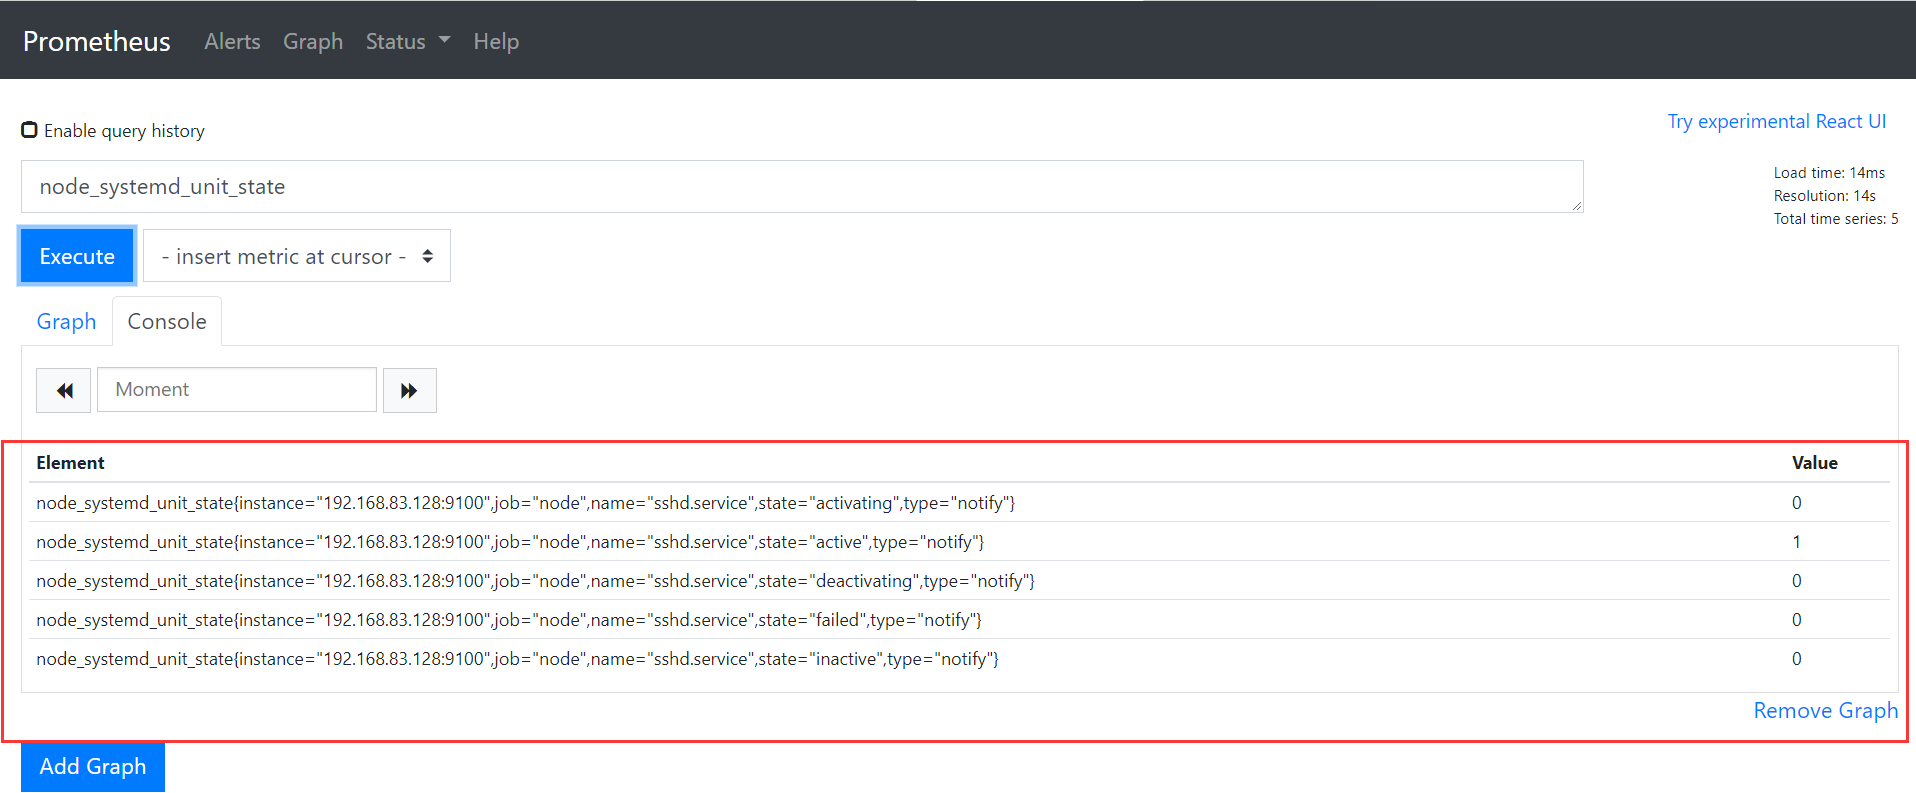 Prometheus Alerts Graph Status Help
Enable query history
Try experimental React UI
node_systemd_unit_state
Load time: 14ms
Resolution: 14s
Total time series: 5
Execute - insert metric at cursor -
Graph Console
Moment
Element Value
node_systemd_unit_state{instance="192.168.83.128:9100",job="node",name="sshd.service",state="activating",type="notify"} 0
node_systemd_unit_state{instance="192.168.83.128:9100",job="node",name="sshd.service",state="active",type="notify"} 1
node_systemd_unit_state{instance="192.168.83.128:9100",job="node",name="sshd.service",state="deactivating",type="notify"} 0
node_systemd_unit_state{instance="192.168.83.128:9100",job="node",name="sshd.service",state="failed",type="notify"} 0
node_systemd_unit_state{instance="192.168.83.128:9100",job="node",name="sshd.service",state="inactive",type="notify"} 0
Remove Graph
Add Graph